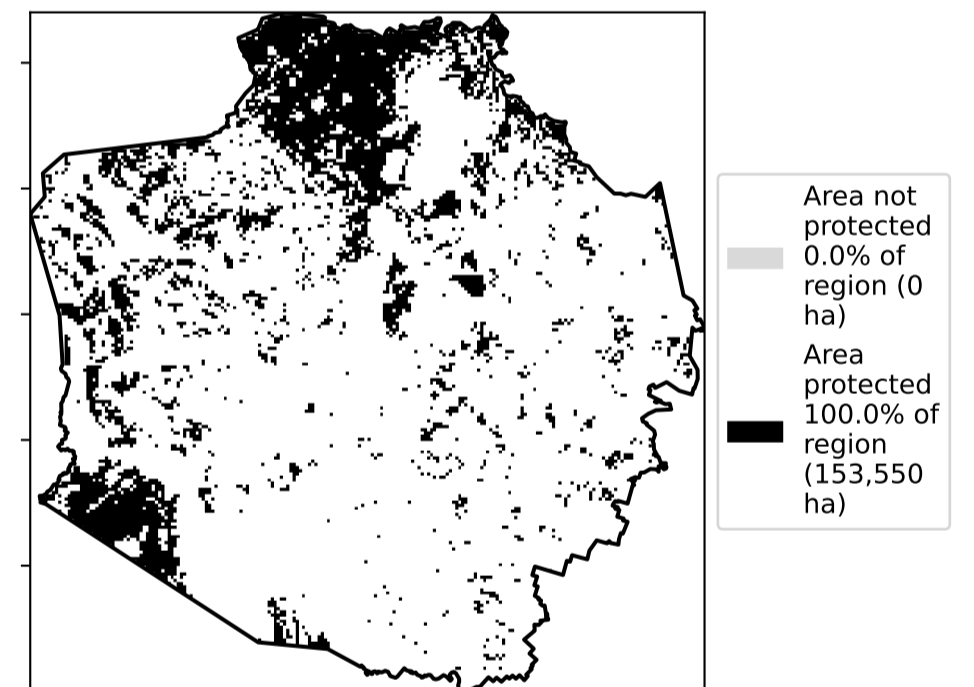 Area not
protected
0.0% of
region (0
ha)
Area
protected
100.0% of
region
(153,550
ha)